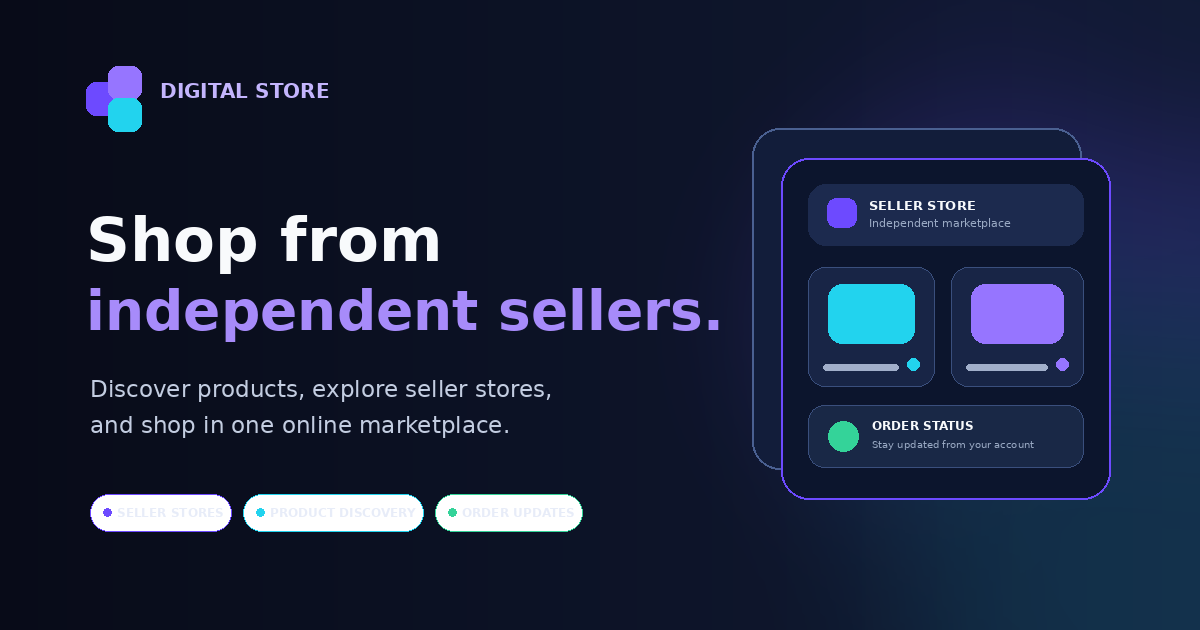 DIGITAL STORE
Shop from
independent sellers.
Discover products, explore seller stores,
and shop in one online marketplace.
SELLER STORES
PRODUCT DISCOVERY
ORDER UPDATES
SELLER STORE
Independent marketplace
ORDER STATUS
Stay updated from your account